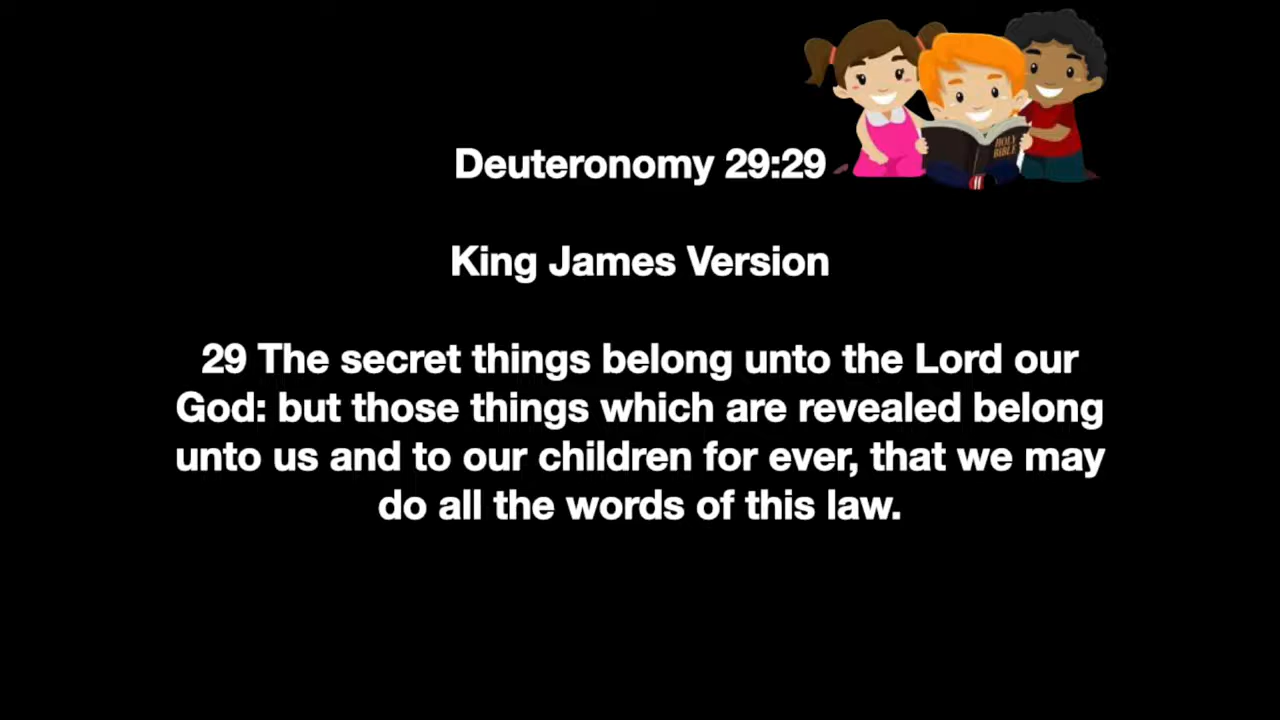 Deuteronomy 29:29
HOLY
BIBLE
King James Version
29 The secret things belong unto the Lord our
God: but those things which are revealed belong
unto us and to our children for ever, that we may
do all the words of this law.